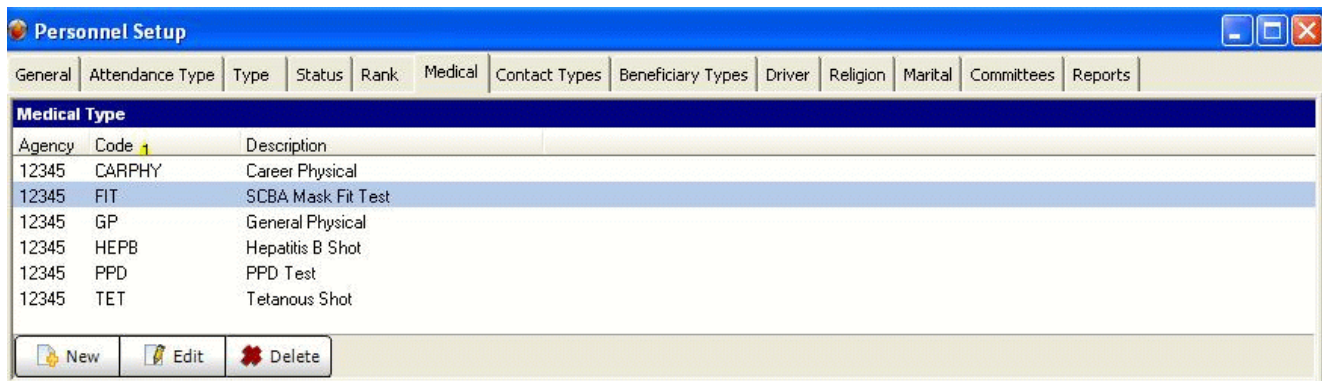 Personnel Setup
General Attendance Type Type Status Rank Medical Contact Types Beneficiary Types Driver Religion Marital Committees Reports
Medical Type
Agency Code 1 Description
12345 CARPHY Career Physical
12345 FIT SCBA Mask Fit Test
12345 GP General Physical
12345 HEPB Hepatitis B Shot
12345 PPD PPD Test
12345 TET Tetanous Shot
New Edit Delete